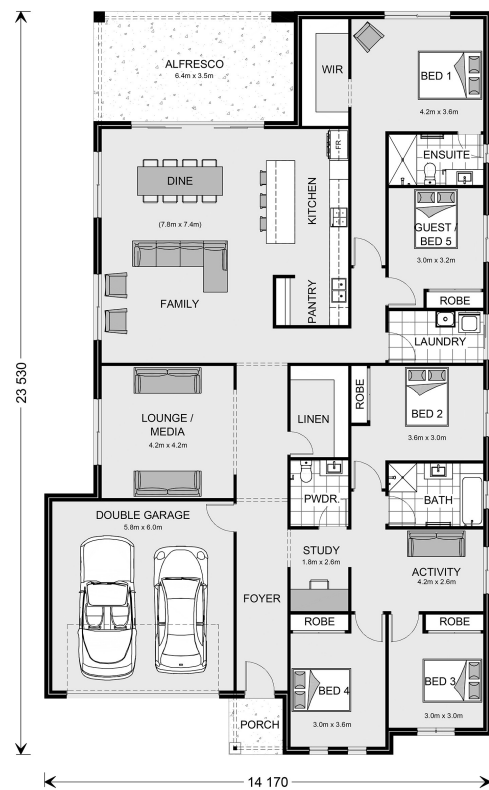 ALFRESCO
6.4m x 3.5m
WIR
BED 1
4.2m x 3.6m
ENSUITE
DINE
(7.8m x 7.4m)
KITCHEN
FR
GUEST /
BED 5
3.0m x 3.2m
ROBE
FAMILY
PANTRY
LAUNDRY
23 530
LOUNGE /
MEDIA
4.2m x 4.2m
LINEN
ROBE
BED 2
3.6m x 3.0m
PWDR.
BATH
DOUBLE GARAGE
5.8m x 6.0m
STUDY
1.8m x 2.6m
ACTIVITY
4.2m x 2.6m
FOYER
ROBE
ROBE
BED 4
3.0m x 3.6m
BED 3
3.0m x 3.0m
PORCH
14 170